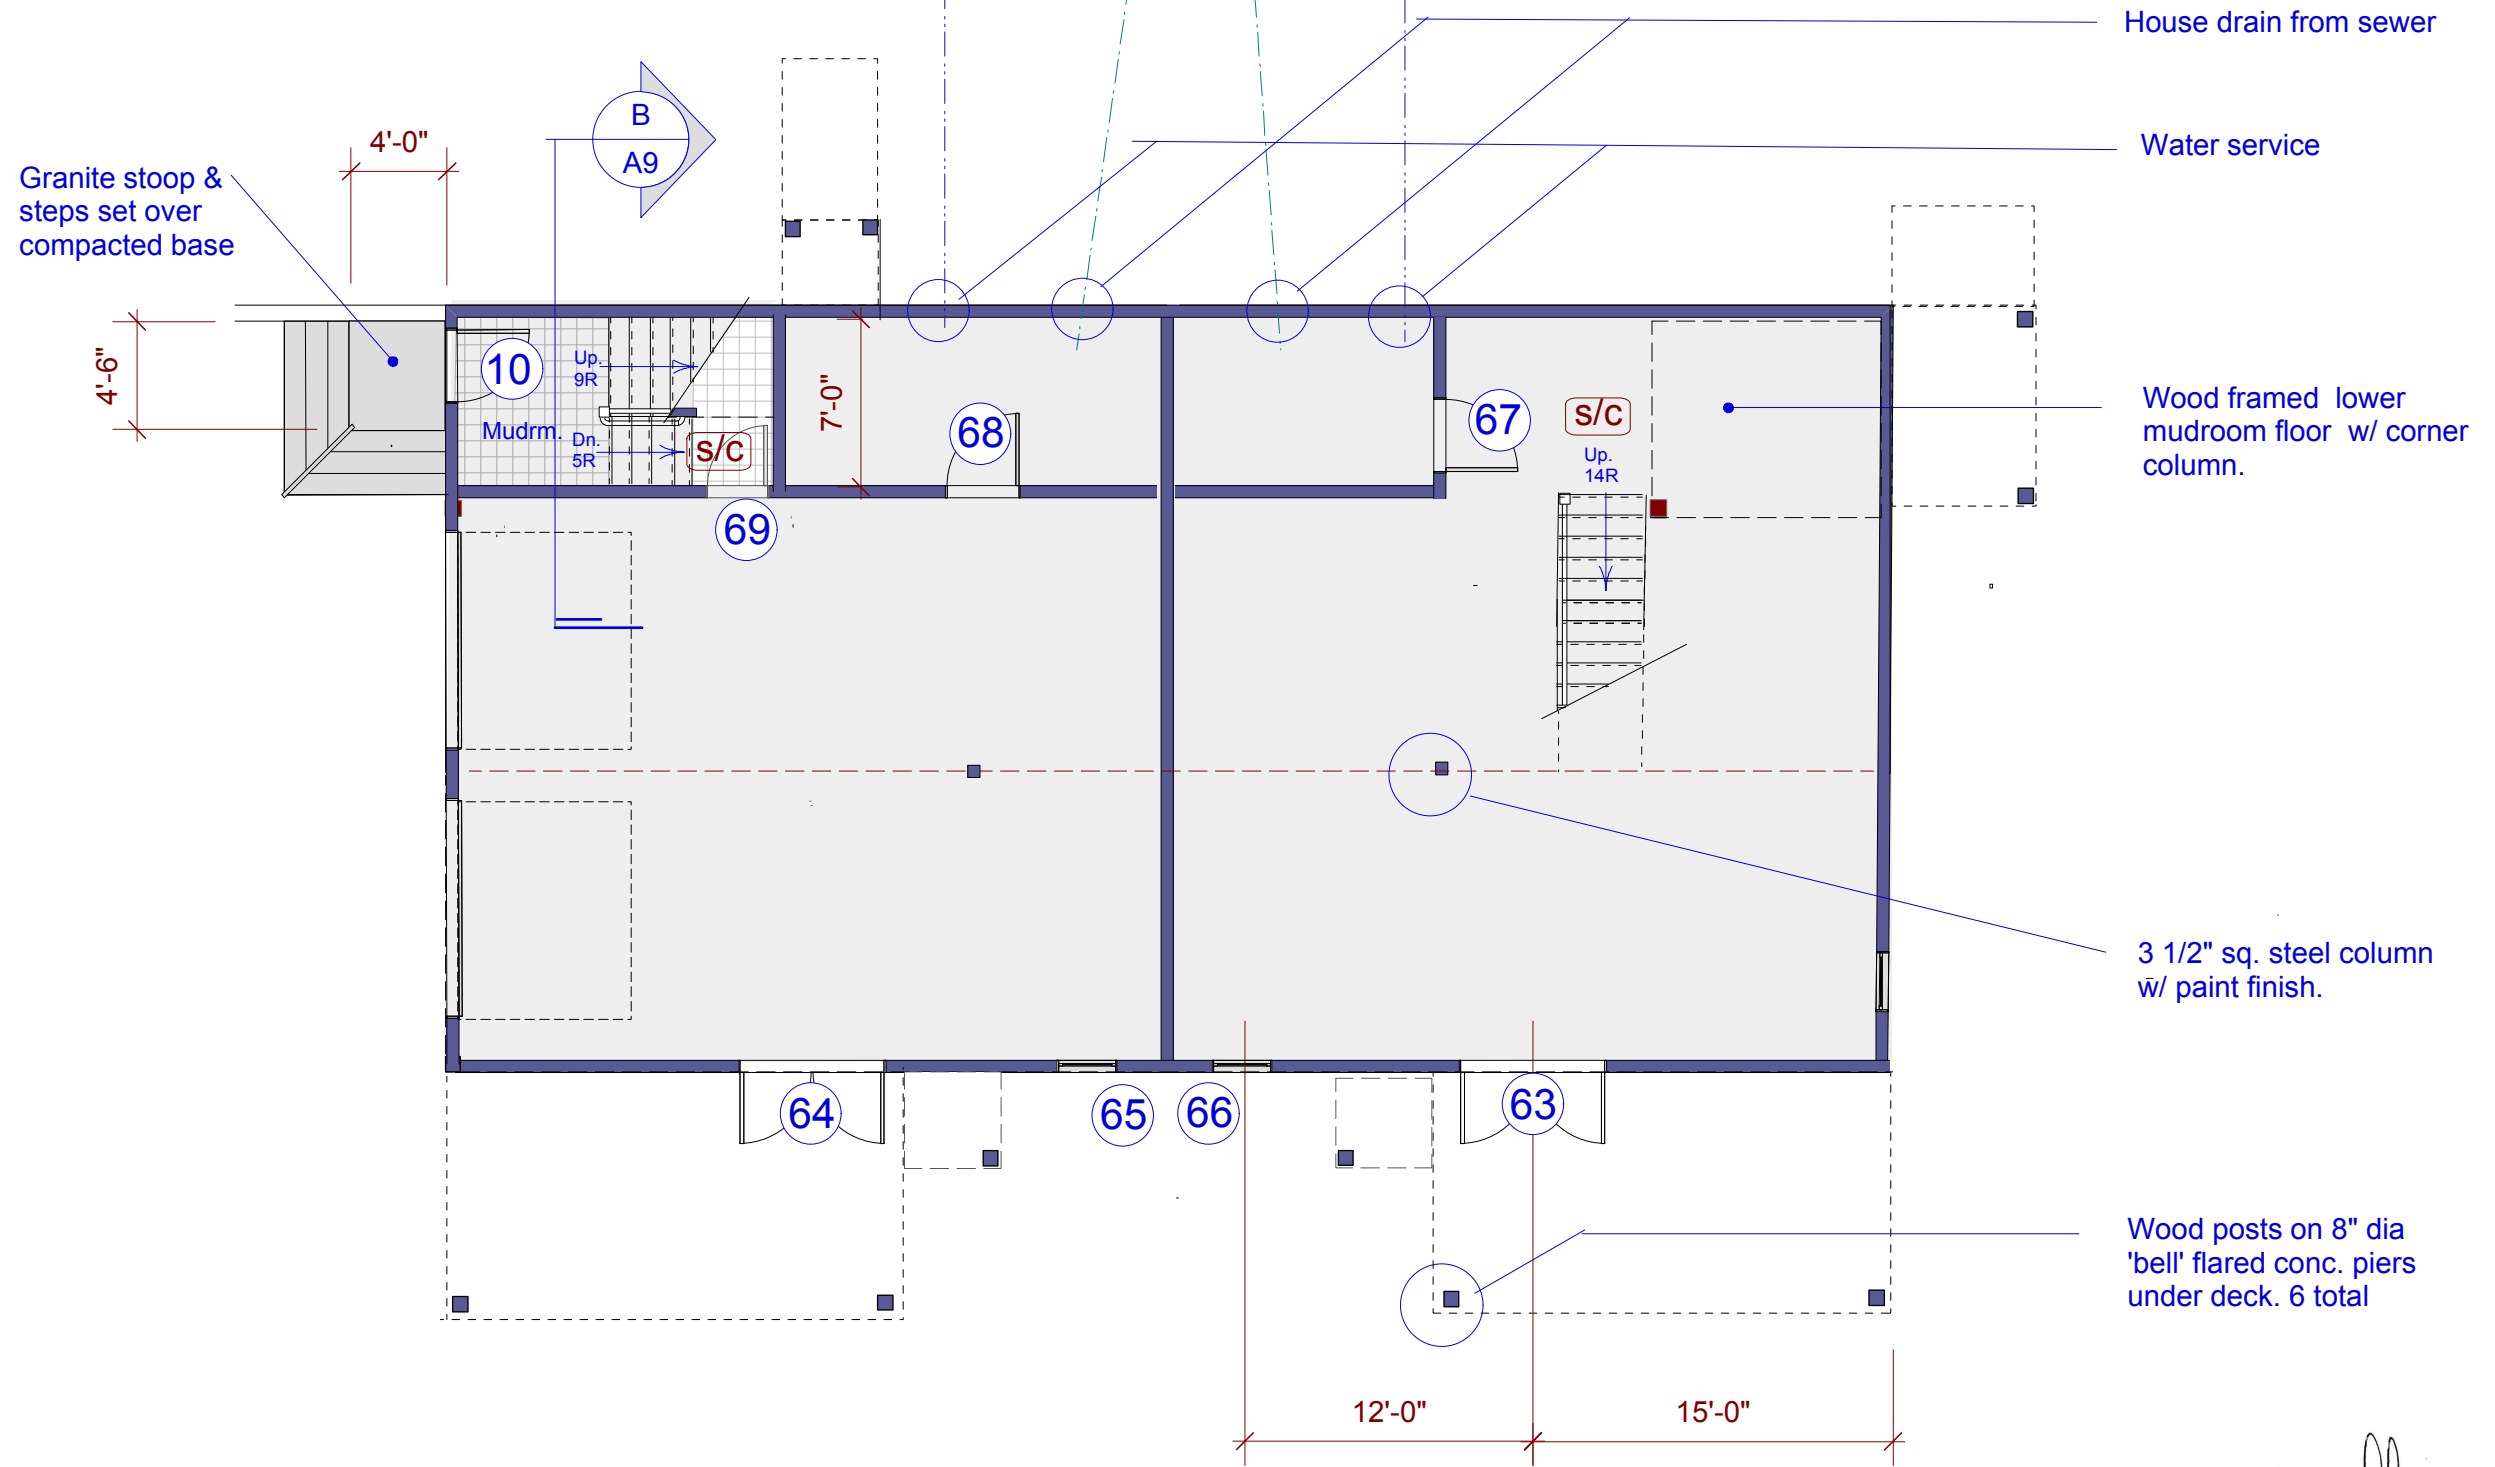 House drain from sewer
Water service
B
A9
4'-0"
Granite stoop &
steps set over
compacted base
4'-6"
10
Up.
9R
Mudrm.
Dn.
5R
s/c
7'-0"
68
67
s/c
Up.
14R
Wood framed lower
mudroom floor w/ corner
column.
69
3 1/2" sq. steel column
w/ paint finish.
64
65
66
63
Wood posts on 8" dia
'bell' flared conc. piers
under deck. 6 total
12'-0"
15'-0"